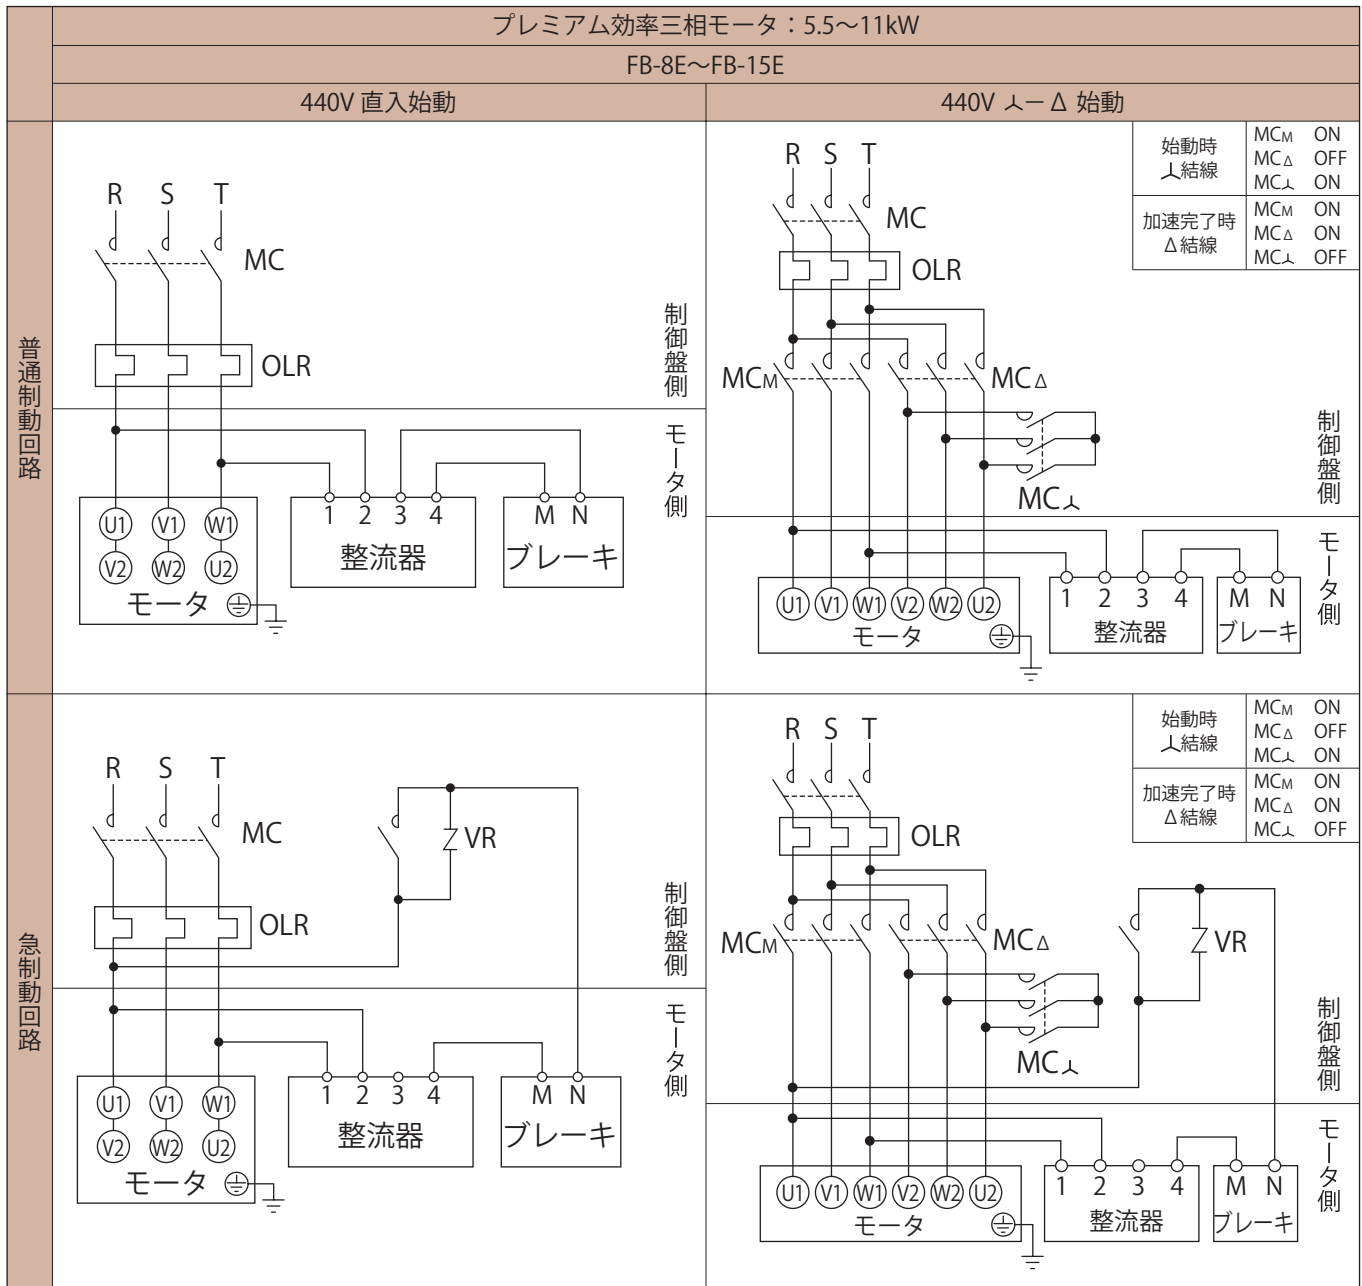 プレミアム効率三相モータ：5.5～11kW
FB-8E～FB-15E
440V 直入始動
440V 人ー Δ 始動
普通制動回路
R S T
MC
OLR
制御盤側
モータ側
U1 V1 W1
V2 W2 U2
モータ
1 2 3 4
整流器
M N
ブレーキ
始動時
人結線
MCM ON
MCΔ OFF
MC人 ON
加速完了時
Δ結線
MCM ON
MCΔ ON
MC人 OFF
R S T
MC
OLR
MCM
MCΔ
MC人
制御盤側
モータ側
U1 V1 W1 V2 W2 U2
モータ
1 2 3 4
整流器
M N
ブレーキ
急制動回路
R S T
MC
VR
OLR
制御盤側
モータ側
U1 V1 W1
V2 W2 U2
モータ
1 2 3 4
整流器
M N
ブレーキ
始動時
人結線
MCM ON
MCΔ OFF
MC人 ON
加速完了時
Δ結線
MCM ON
MCΔ ON
MC人 OFF
R S T
OLR
MCM
MCΔ
VR
MC人
制御盤側
モータ側
U1 V1 W1 V2 W2 U2
モータ
1 2 3 4
整流器
M N
ブレーキ